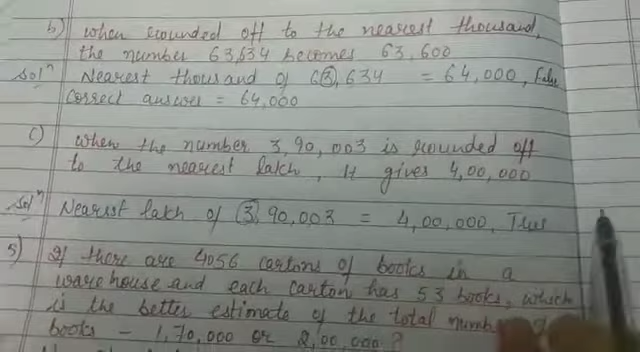 b) when rounded off to the nearest thousand,
the number 63,634 becomes 63,600
Solⁿ Nearest thousand of 63,634 = 64,000, False
Correct answer = 64,000
c) when the number 3,90,003 is rounded off
to the nearest lakh, it gives 4,00,000
Solⁿ Nearest lakh of 3,90,003 = 4,00,000, True
5) If there are 4056 cartons of books in a
warehouse and each carton has 53 books, which
is the better estimate of the total number of
books - 1,70,000 or 2,00,000?